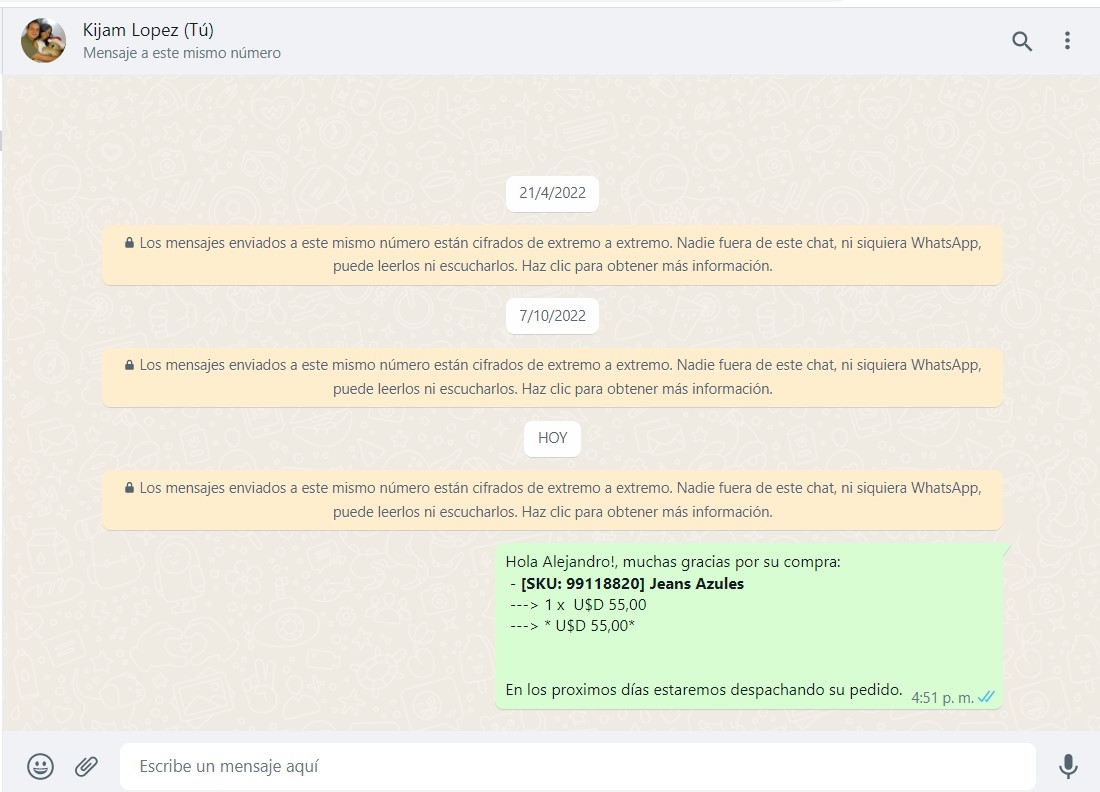 Kijam Lopez (Tú)
Mensaje a este mismo número
21/4/2022
Los mensajes enviados a este mismo número están cifrados de extremo a extremo. Nadie fuera de este chat, ni siquiera WhatsApp,
puede leerlos ni escucharlos. Haz clic para obtener más información.
7/10/2022
Los mensajes enviados a este mismo número están cifrados de extremo a extremo. Nadie fuera de este chat, ni siquiera WhatsApp,
puede leerlos ni escucharlos. Haz clic para obtener más información.
HOY
Los mensajes enviados a este mismo número están cifrados de extremo a extremo. Nadie fuera de este chat, ni siquiera WhatsApp,
puede leerlos ni escucharlos. Haz clic para obtener más información.
Hola Alejandro!, muchas gracias por su compra:
- [SKU: 99118820] Jeans Azules
---> 1 x  U$D 55,00
---> * U$D 55,00*
En los proximos días estaremos despachando su pedido.
4:51 p. m.
Escribe un mensaje aquí